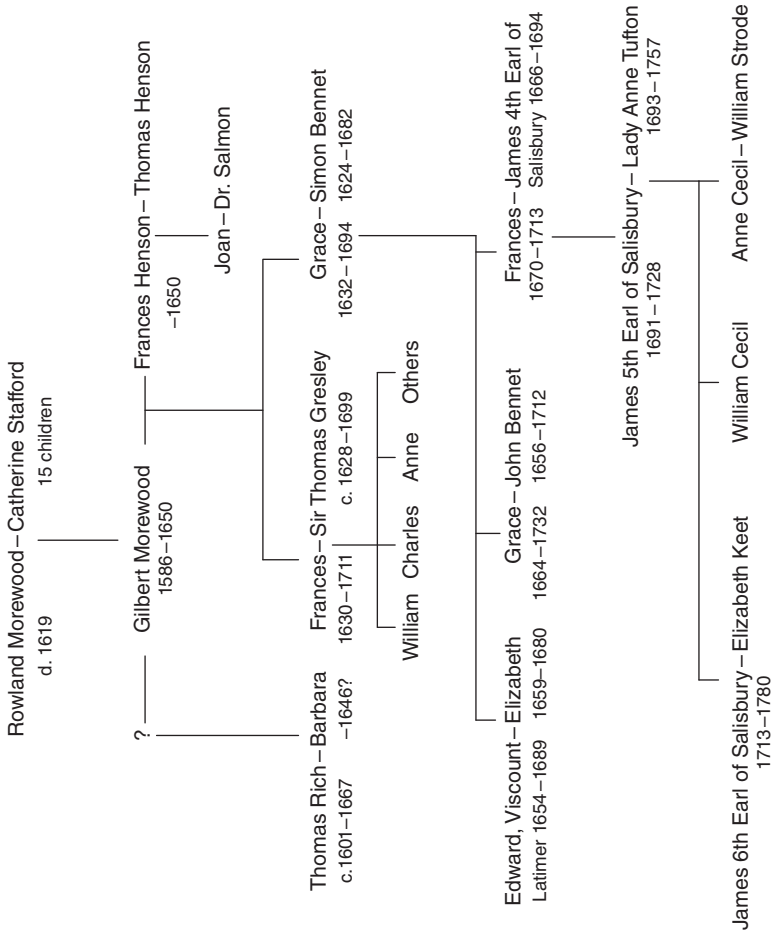 Rowland Morewood – Catherine Stafford
d. 1619 15 children
? — Gilbert Morewood — Frances Henson – Thomas Henson
1586–1650 –1650
Joan – Dr. Salmon
Thomas Rich – Barbara Frances – Sir Thomas Gresley Grace – Simon Bennet
c.1601–1667 –1646? 1630–1711 c. 1628–1699 1632–1694 1624–1682
William Charles Anne Others
Edward, Viscount – Elizabeth Grace – John Bennet Frances – James 4th Earl of
Latimer 1654–1689 1659–1680 1664–1732 1656–1712 1670–1713 Salisbury 1666–1694
James 5th Earl of Salisbury – Lady Anne Tufton
1691–1728 1693–1757
James 6th Earl of Salisbury – Elizabeth Keet William Cecil Anne Cecil – William Strode
1713–1780